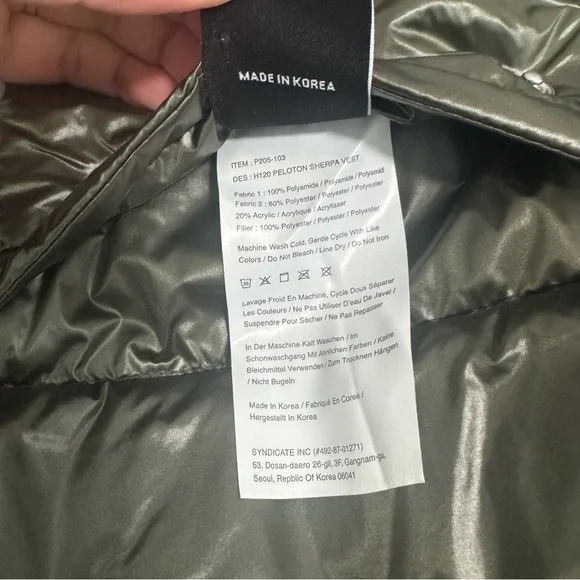 MADE IN KOREA
ITEM : P205-103
DES : H120 PELOTON SHERPA VEST
Fabric 1 : 100% Polyamide / Polyamide / Polyamid
Fabric 2 : 80% Polyester / Polyester / Polyester
20% Acrylic / Acrylique / Acrylfaser
Filler : 100% Polyester / Polyester / Polyester
Machine Wash Cold, Gentle Cycle With Like
Colors / Do Not Bleach / Line Dry / Do Not Iron
30
Lavage Froid En Machine, Cycle Doux Séparer
Les Couleurs / Ne Pas Utiliser D'eau De Javel /
Suspendre Pour Sécher / Ne Pas Repasser
In Der Maschine Kalt Waschen / Im
Schonwaschgang Mit Ähnlichen Farben / Keine
Bleichmittel Verwenden / Zum Trocknen Hängen
/ Nicht Bugeln
Made In Korea / Fabriqué En Corée /
Hergestellt In Korea
SYNDICATE INC (#492-87-01271)
53, Dosan-daero 26-gil, 3F, Gangnam-gu,
Seoul, Repblic Of Korea 06041